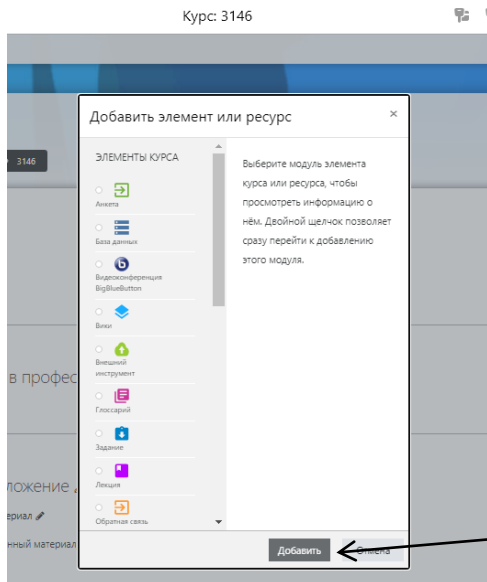 Курс: 3146
Добавить элемент или ресурс
×
3146
ЭЛЕМЕНТЫ КУРСА
Анкета
База данных
Видеоконференция
BigBlueButton
Вики
Внешний
инструмент
Глоссарий
Задание
Лекция
Обратная связь
Выберите модуль элемента
курса или ресурса, чтобы
просмотреть информацию о
нём. Двойной щелчок позволяет
сразу перейти к добавлению
этого модуля.
в профес
ложение
ериал
нный материал
Добавить
Отмена